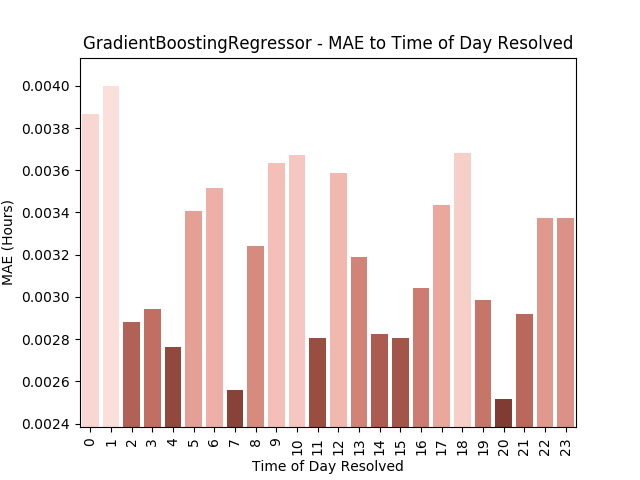 GradientBoostingRegressor - MAE to Time of Day Resolved
0.0040
0.0038
0.0036
0.0034
0.0032
0.0030
0.0028
0.0026
0.0024
MAE (Hours)
0 1 2 3 4 5 6 7 8 9 10 11 12 13 14 15 16 17 18 19 20 21 22 23
Time of Day Resolved